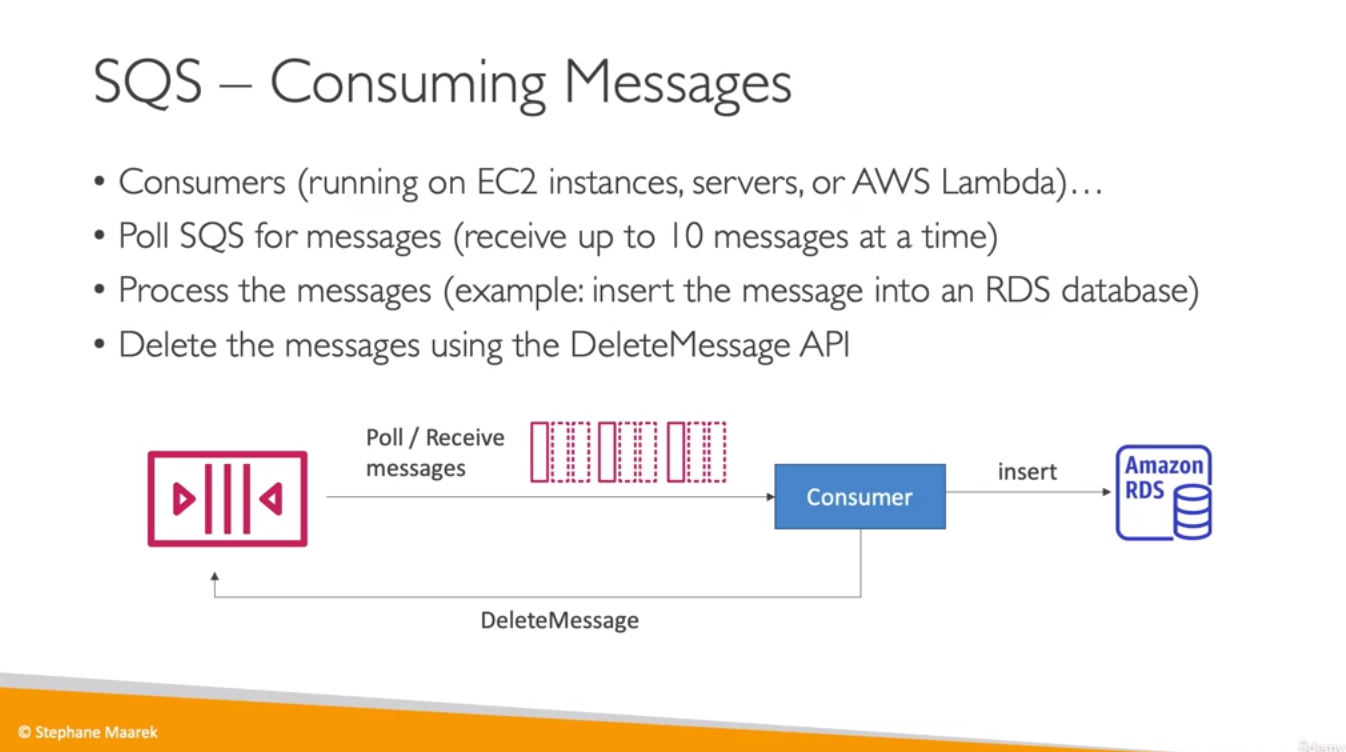 SQS – Consuming Messages
• Consumers (running on EC2 instances, servers, or AWS Lambda)…
• Poll SQS for messages (receive up to 10 messages at a time)
• Process the messages (example: insert the message into an RDS database)
• Delete the messages using the DeleteMessage API
Poll / Receive
messages
Consumer
insert
Amazon
RDS
DeleteMessage
© Stephane Maarek
ûdemy